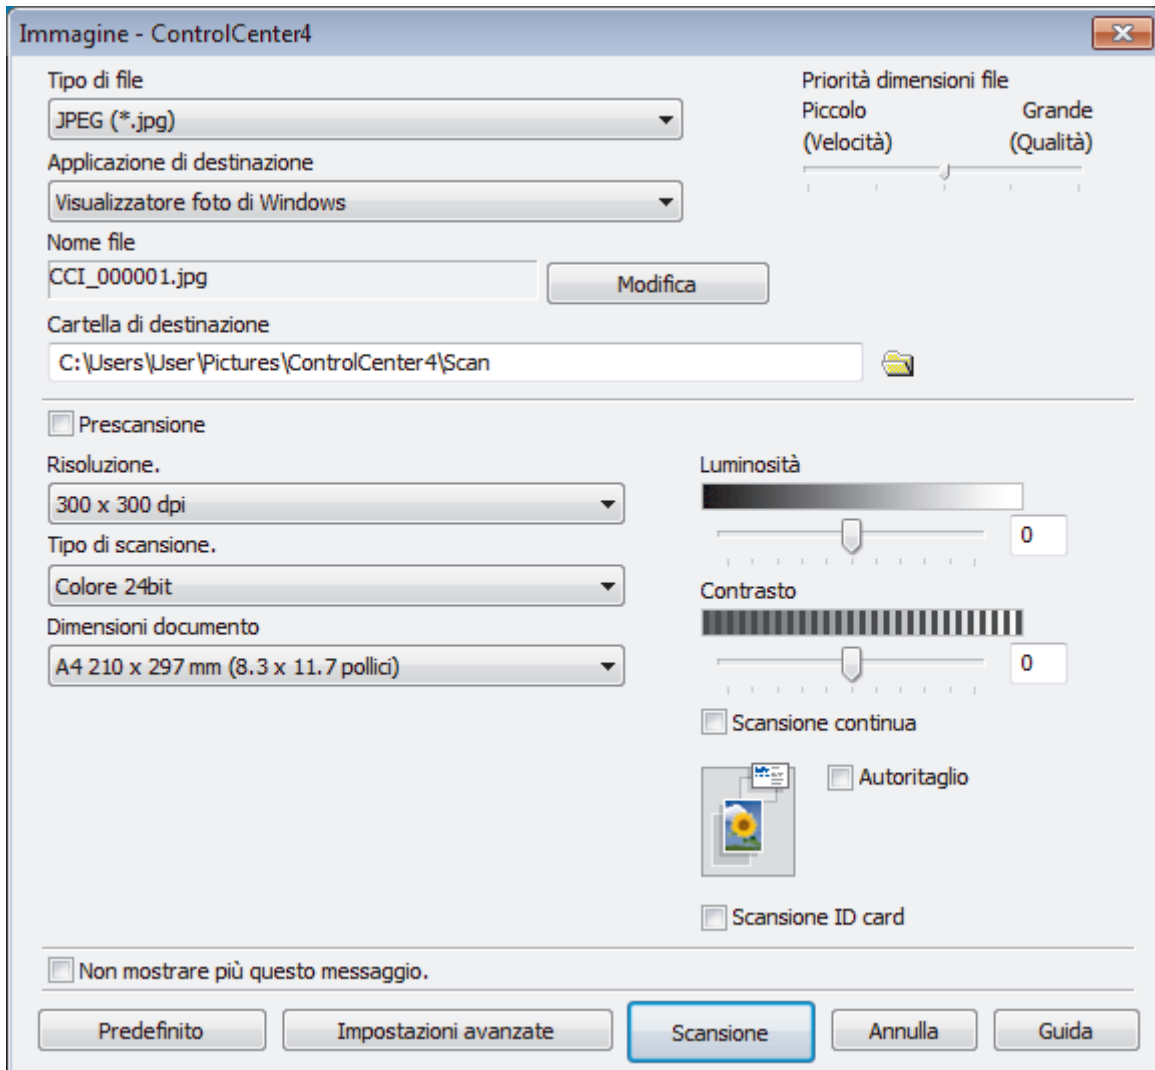 Immagine - ControlCenter4
Tipo di file
JPEG (*.jpg)
Applicazione di destinazione
Visualizzatore foto di Windows
Nome file
CCI_000001.jpg
Modifica
Cartella di destinazione
C:\Users\User\Pictures\ControlCenter4\Scan
Priorità dimensioni file
Piccolo Grande
(Velocità) (Qualità)
Prescansione
Risoluzione.
300 x 300 dpi
Tipo di scansione.
Colore 24bit
Dimensioni documento
A4 210 x 297 mm (8.3 x 11.7 pollici)
Luminosità
0
Contrasto
0
Scansione continua
Autoritaglio
Scansione ID card
Non mostrare più questo messaggio.
Predefinito Impostazioni avanzate Scansione Annulla Guida